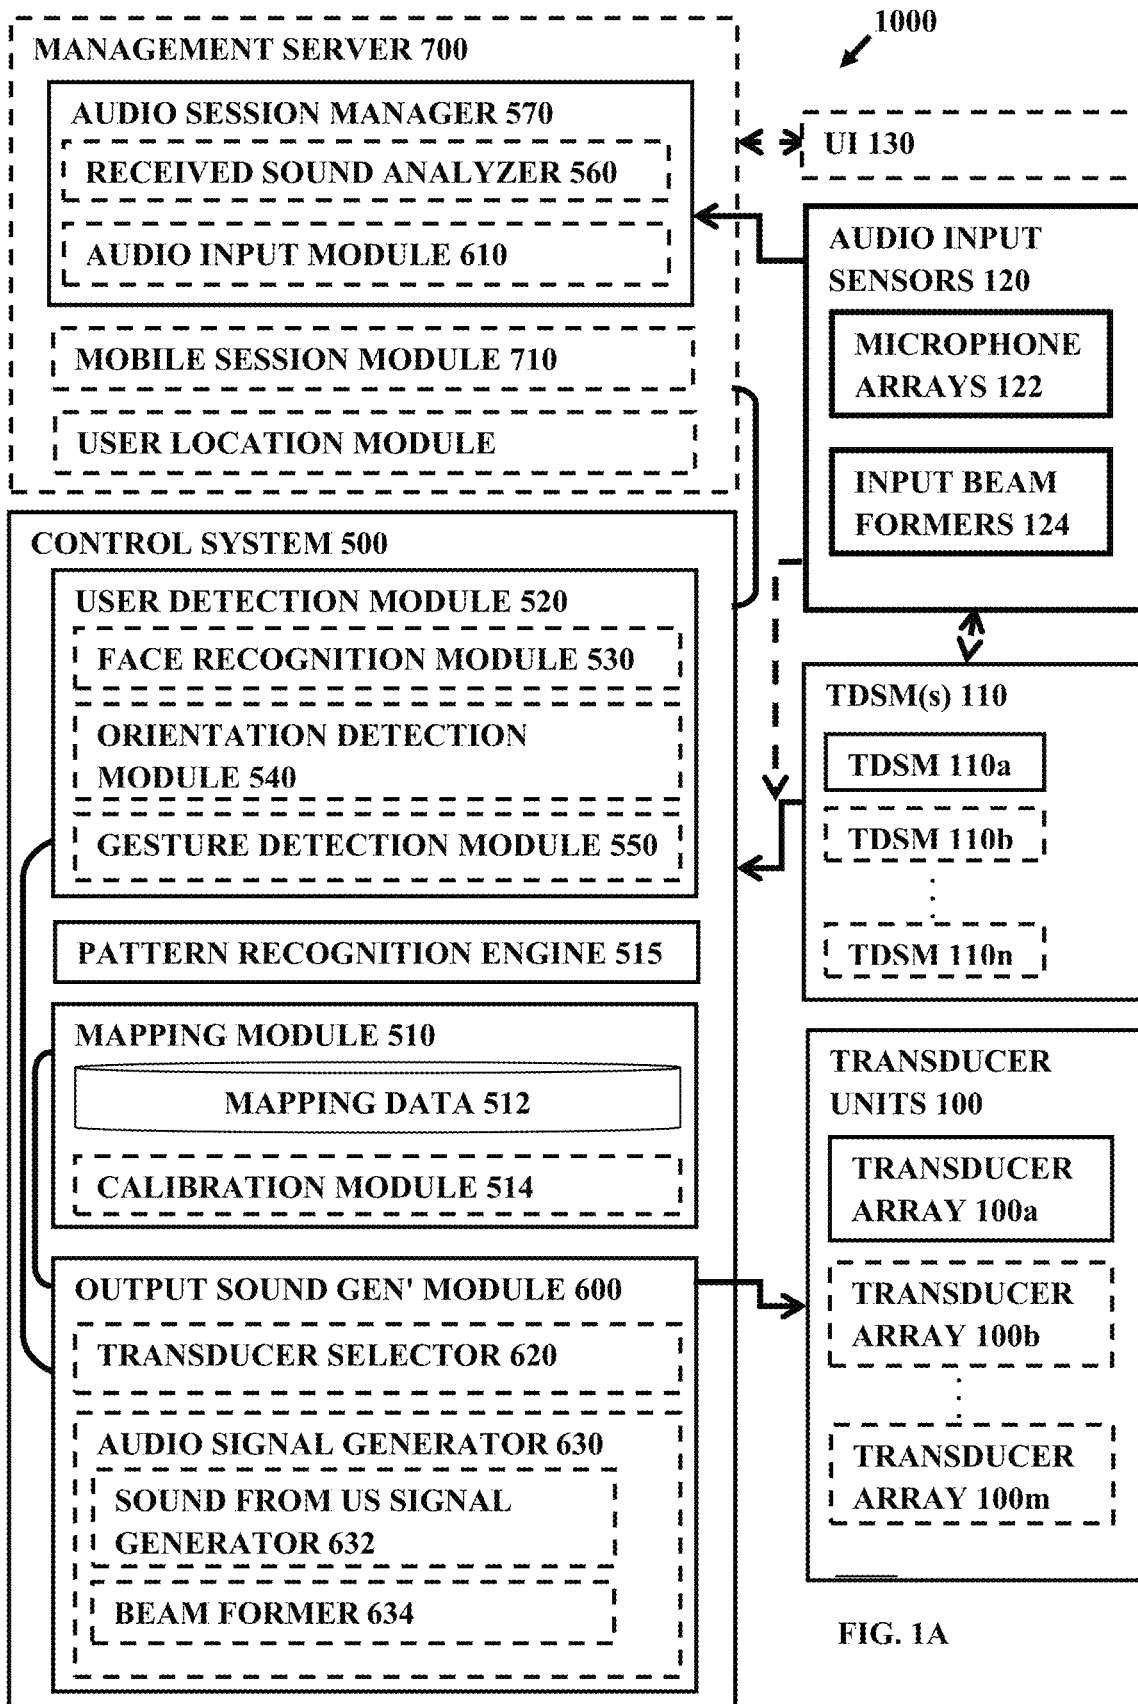 1000
MANAGEMENT SERVER 700
AUDIO SESSION MANAGER 570
RECEIVED SOUND ANALYZER 560
AUDIO INPUT MODULE 610
MOBILE SESSION MODULE 710
USER LOCATION MODULE
CONTROL SYSTEM 500
USER DETECTION MODULE 520
FACE RECOGNITION MODULE 530
ORIENTATION DETECTION
MODULE 540
GESTURE DETECTION MODULE 550
PATTERN RECOGNITION ENGINE 515
MAPPING MODULE 510
MAPPING DATA 512
CALIBRATION MODULE 514
OUTPUT SOUND GEN' MODULE 600
TRANSDUCER SELECTOR 620
AUDIO SIGNAL GENERATOR 630
SOUND FROM US SIGNAL
GENERATOR 632
BEAM FORMER 634
UI 130
AUDIO INPUT
SENSORS 120
MICROPHONE
ARRAYS 122
INPUT BEAM
FORMERS 124
TDSM(s) 110
TDSM 110a
TDSM 110b
TDSM 110n
TRANSDUCER
UNITS 100
TRANSDUCER
ARRAY 100a
TRANSDUCER
ARRAY 100b
TRANSDUCER
ARRAY 100m
FIG. 1A